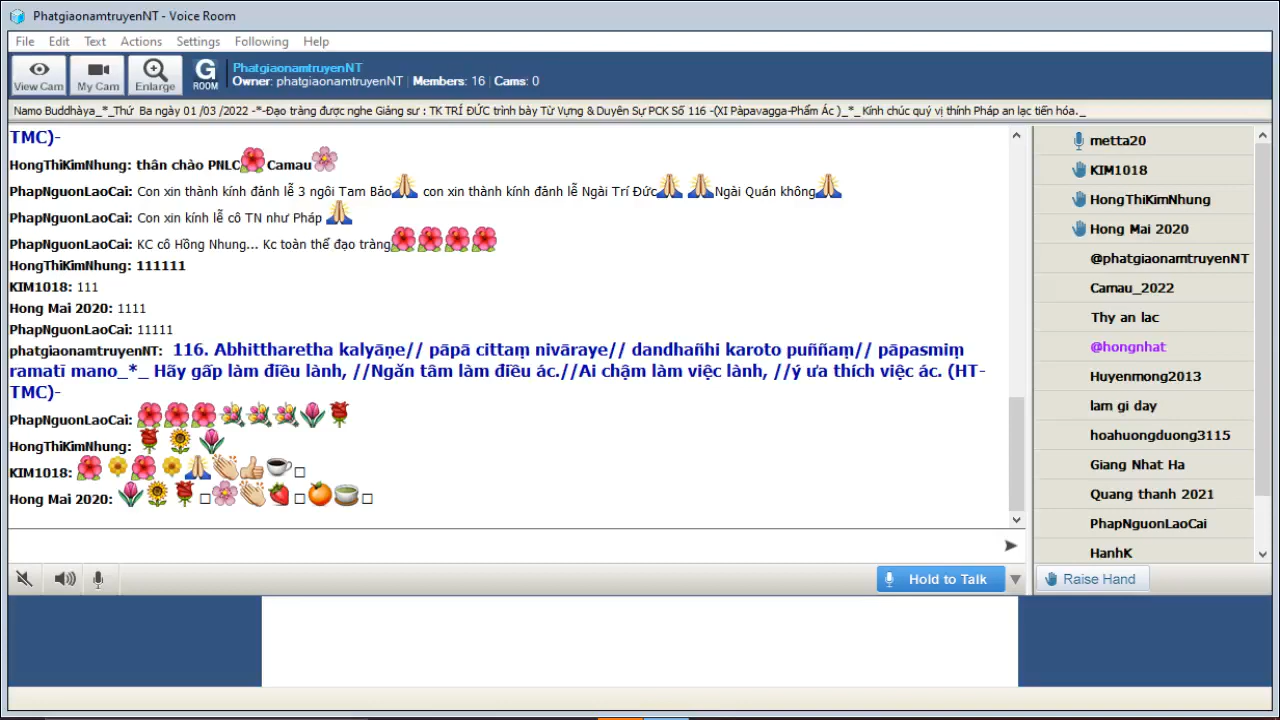 PhatgiaonamtruyenNT - Voice Room
File Edit Text Actions Settings Following Help
View Cam My Cam Enlarge G ROOM PhatgiaonamtruyenNT
Owner: phatgiaonamtruyenNT | Members: 16 | Cams: 0
Namo Buddhàya_*_Thứ Ba ngày 01 /03 /2022 -*-Đạo tràng được nghe Giảng sư : TK TRÍ ĐỨC trình bày Từ Vựng & Duyên Sự PCK Số 116 -(XI Pàpavagga-Phẩm Ác )_*_Kính chúc quý vị thính Pháp an lạc tiến hóa._
TMC)-
HongThiKimNhung: thân chào PNLC Camau
PhapNguonLaoCai: Con xin thành kính đảnh lễ 3 ngôi Tam Bảo con xin thành kính đảnh lễ Ngài Trí Đức Ngài Quán không
PhapNguonLaoCai: Con xin kính lễ cô TN như Pháp
PhapNguonLaoCai: KC cô Hồng Nhung... Kc toàn thể đạo tràng
HongThiKimNhung: 111111
KIM1018: 111
Hong Mai 2020: 1111
PhapNguonLaoCai: 11111
phatgiaonamtruyenNT: 116. Abhittharetha kalyāṇe// pāpā cittaṃ nivāraye// dandhañhi karoto puññaṃ// pāpasmiṃ
ramatī mano_*_ Hãy gấp làm điều lành, //Ngăn tâm làm điều ác.//Ai chậm làm việc lành, //ý ưa thích việc ác. (HT-
TMC)-
PhapNguonLaoCai:
HongThiKimNhung:
KIM1018:
Hong Mai 2020:
Hold to Talk
metta20
KIM1018
HongThiKimNhung
Hong Mai 2020
@phatgiaonamtruyenNT
Camau_2022
Thy an lac
@hongnhat
Huyenmong2013
lam gi day
hoahuongduong3115
Giang Nhat Ha
Quang thanh 2021
PhapNguonLaoCai
HanhK
Raise Hand